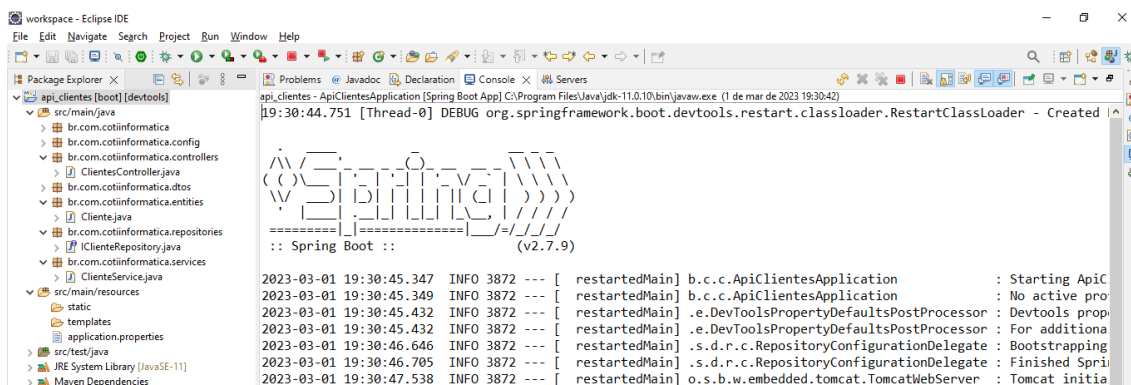 workspace - Eclipse IDE
File Edit Navigate Search Project Run Window Help
Package Explorer
Problems Javadoc Declaration Console Servers
api_clientes [boot] [devtools]
src/main/java
br.com.cotiinformatica
br.com.cotiinformatica.config
br.com.cotiinformatica.controllers
ClientesController.java
br.com.cotiinformatica.dtos
br.com.cotiinformatica.entities
Cliente.java
br.com.cotiinformatica.repositories
IClienteRepository.java
br.com.cotiinformatica.services
ClienteService.java
src/main/resources
static
templates
application.properties
src/test/java
JRE System Library [JavaSE-11]
Maven Dependencies
api_clientes - ApiClientesApplication [Spring Boot App] C:\Program Files\Java\jdk-11.0.10\bin\javaw.exe (1 de mar de 2023 19:30:42)
19:30:44.751 [Thread-0] DEBUG org.springframework.boot.devtools.restart.classloader.RestartClassLoader - Created
Spring
:: Spring Boot :: (v2.7.9)
2023-03-01 19:30:45.347 INFO 3872 --- [ restartedMain] b.c.c.ApiClientesApplication : Starting ApiC
2023-03-01 19:30:45.349 INFO 3872 --- [ restartedMain] b.c.c.ApiClientesApplication : No active pro
2023-03-01 19:30:45.432 INFO 3872 --- [ restartedMain] .e.DevToolsPropertyDefaultsPostProcessor : Devtools prop
2023-03-01 19:30:45.432 INFO 3872 --- [ restartedMain] .e.DevToolsPropertyDefaultsPostProcessor : For additiona
2023-03-01 19:30:46.646 INFO 3872 --- [ restartedMain] .s.d.r.c.RepositoryConfigurationDelegate : Bootstrapping
2023-03-01 19:30:46.705 INFO 3872 --- [ restartedMain] .s.d.r.c.RepositoryConfigurationDelegate : Finished Spri
2023-03-01 19:30:47.538 INFO 3872 --- [ restartedMain] o.s.b.w.embedded.tomcat.TomcatWebServer : Tomcat initia